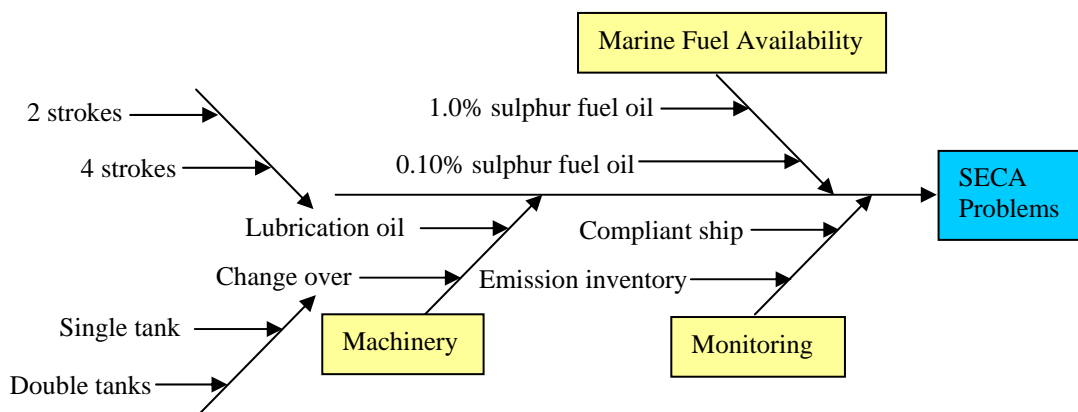 Marine Fuel Availability
2 strokes
1.0% sulphur fuel oil
4 strokes
0.10% sulphur fuel oil
SECA
Problems
Lubrication oil
Compliant ship
Change over
Emission inventory
Single tank
Machinery
Monitoring
Double tanks